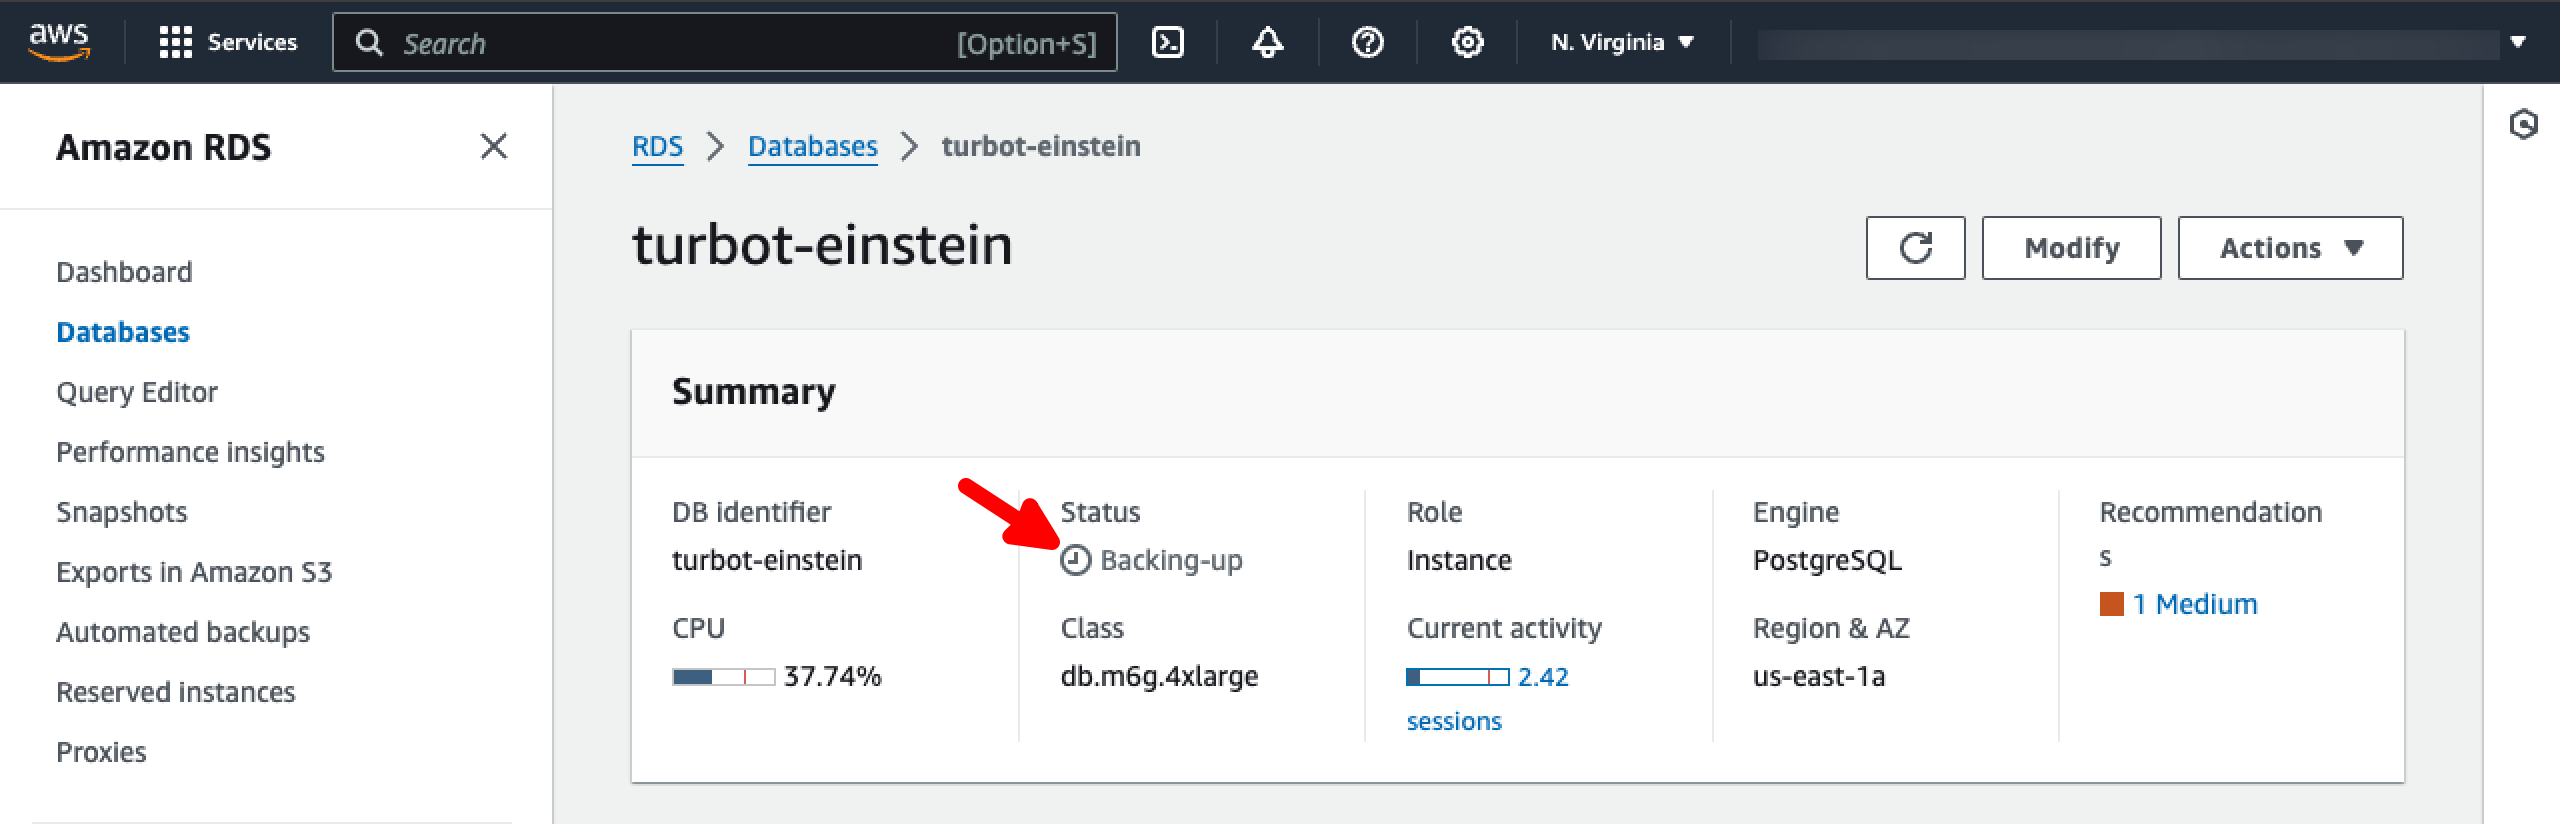 aws
Services
Search
[Option+S]
N. Virginia
Amazon RDS
Dashboard
Databases
Query Editor
Performance insights
Snapshots
Exports in Amazon S3
Automated backups
Reserved instances
Proxies
RDS
Databases
turbot-einstein
turbot-einstein
Modify
Actions
Summary
DB identifier
turbot-einstein
CPU
37.74%
Status
Backing-up
Class
db.m6g.4xlarge
Role
Instance
Current activity
2.42
sessions
Engine
PostgreSQL
Region & AZ
us-east-1a
Recommendation
s
1 Medium